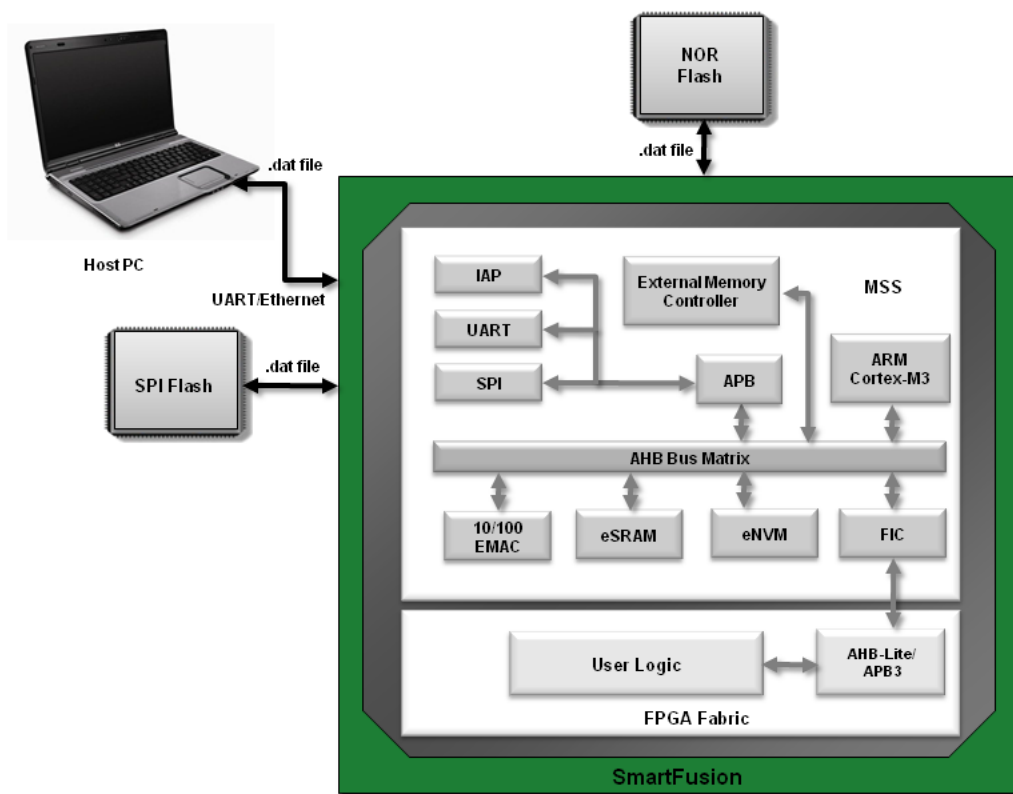 NOR
Flash
.dat file
.dat file
Host PC
UART/Ethernet
.dat file
SPI Flash
IAP
External Memory
Controller
MSS
UART
ARM
Cortex-M3
SPI
APB
AHB Bus Matrix
10/100
EMAC
eSRAM
eNVM
FIC
User Logic
AHB-Lite/
APB3
FPGA Fabric
SmartFusion